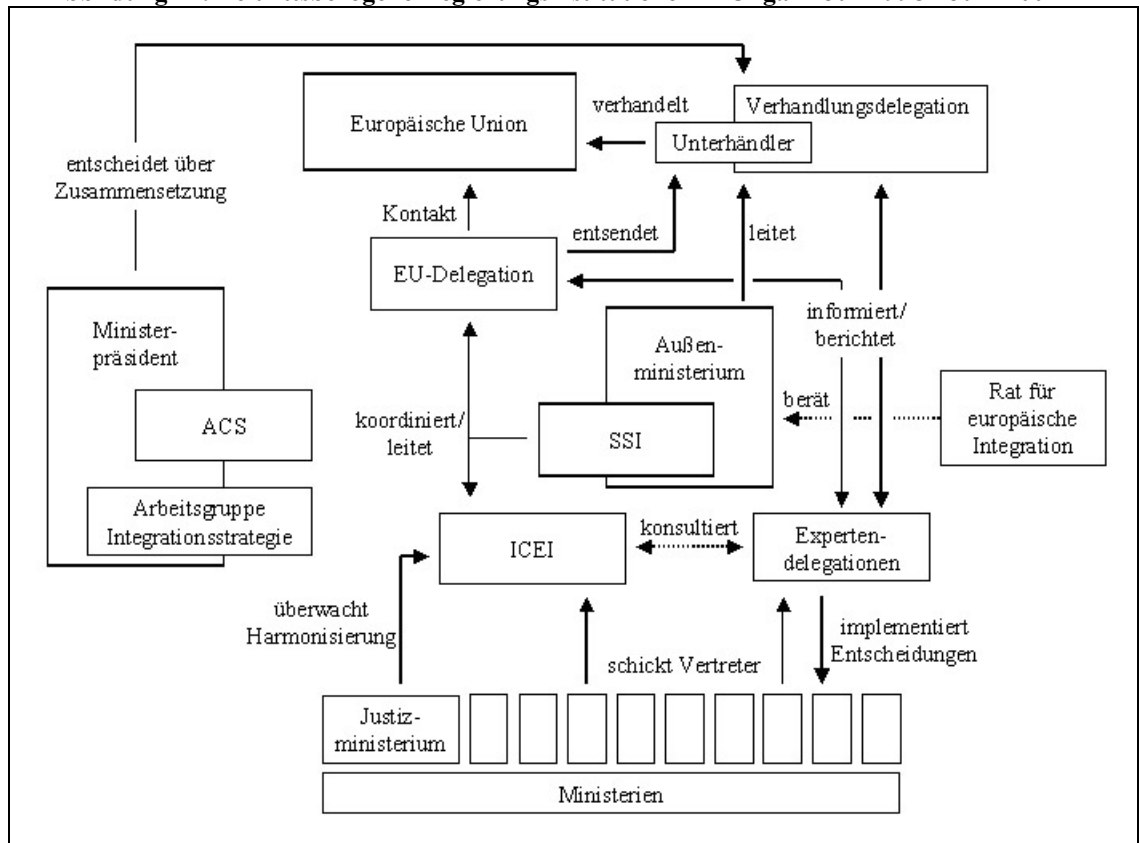 verhandelt
Verhandlungsdelegation
Europäische Union
Unterhändler
entscheidet über
Zusammensetzung
Kontakt
entsendet
leitet
EU-Delegation
Minister-
präsident
informiert/
berichtet
Außen-
ministerium
ACS
koordiniert/
leitet
SSI
berät
Rat für
europäische
Integration
Arbeitsgruppe
Integrationsstrategie
ICEI
konsultiert
Experten-
delegationen
überwacht
Harmonisierung
schickt Vertreter
implementiert
Entscheidungen
Justiz-
ministerium
Ministerien